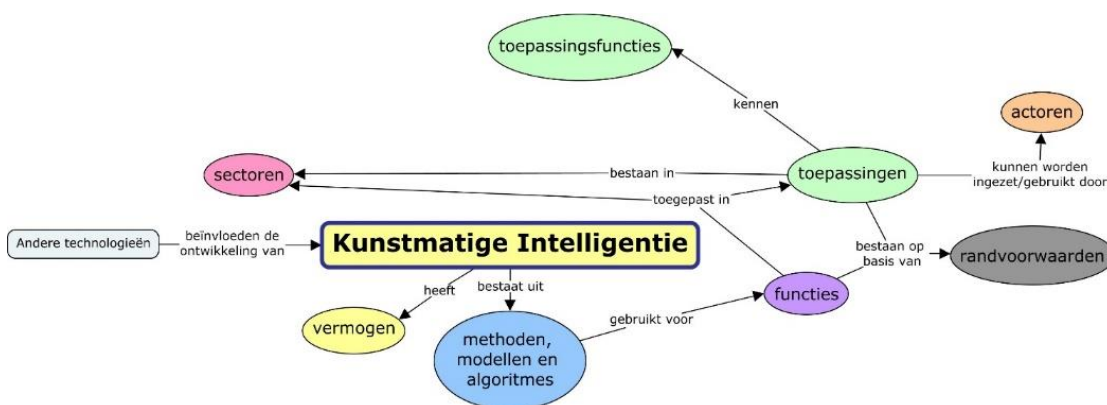 toepassingsfuncties
kennen
actoren
sectoren
bestaan in
toepassingen
kunnen worden
ingezet/gebruikt door
toegepast in
Andere technologieën
beïnvloeden de
ontwikkeling van
Kunstmatige Intelligentie
bestaan op
basis van
randvoorwaarden
heeft
bestaat uit
functies
vermogen
gebruikt voor
methoden,
modellen en
algoritmes